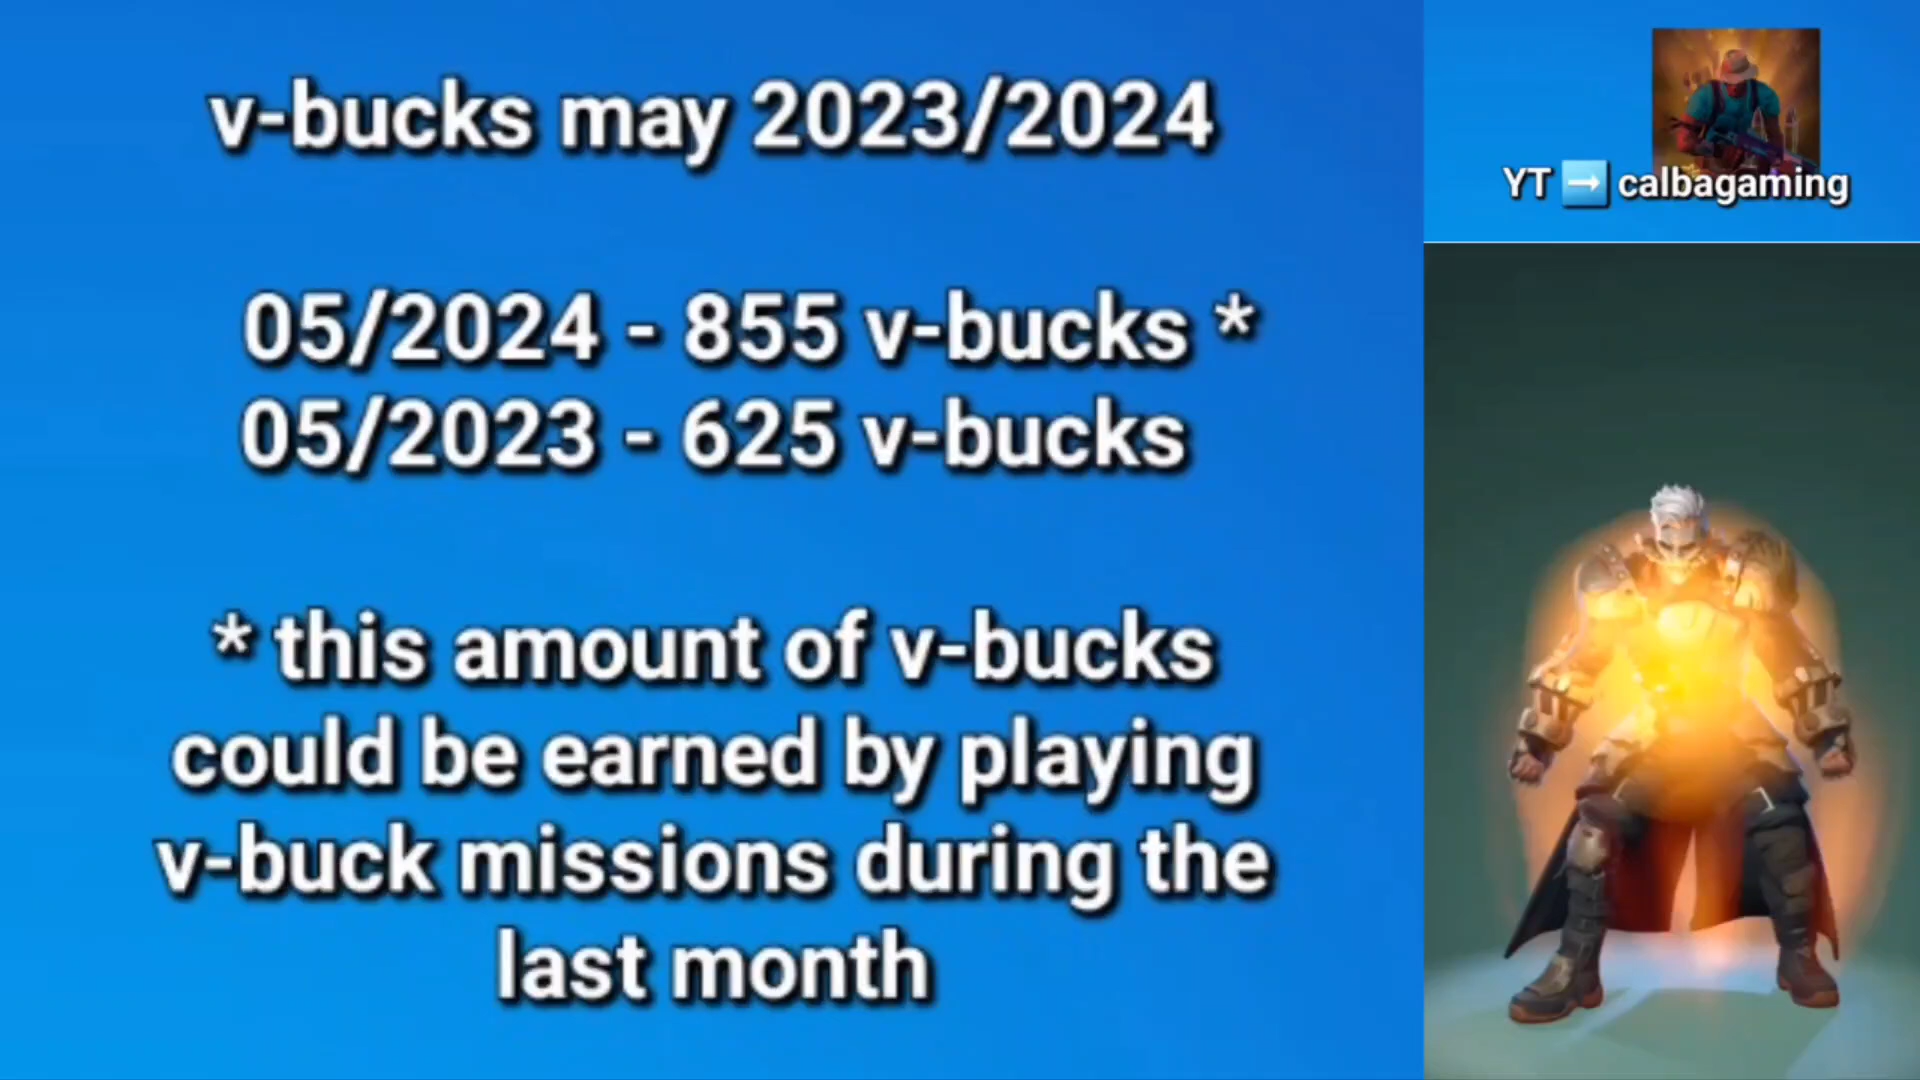 v-bucks may 2023/2024
05/2024 - 855 v-bucks *
05/2023 - 625 v-bucks
* this amount of v-bucks
could be earned by playing
v-buck missions during the
last month
YT ➡ calbagaming